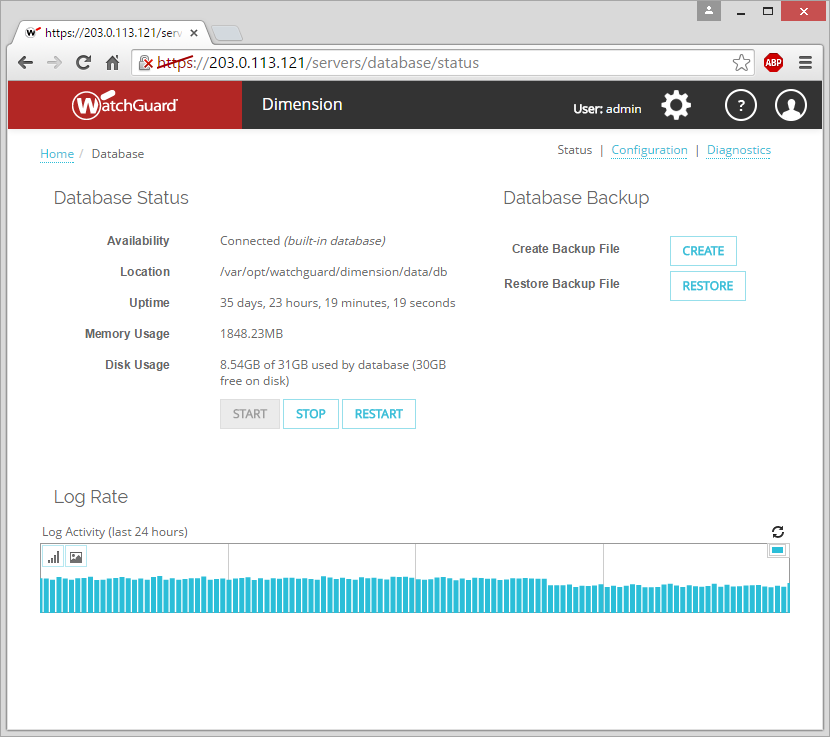 https://203.0.113.121/serv
https://203.0.113.121/servers/database/status
ABP
WatchGuard
Dimension
User: admin
?
Home / Database
Status | Configuration | Diagnostics
Database Status
Availability Connected (built-in database)
Location /var/opt/watchguard/dimension/data/db
Uptime 35 days, 23 hours, 19 minutes, 19 seconds
Memory Usage 1848.23MB
Disk Usage 8.54GB of 31GB used by database (30GB
free on disk)
START STOP RESTART
Database Backup
Create Backup File CREATE
Restore Backup File RESTORE
Log Rate
Log Activity (last 24 hours)